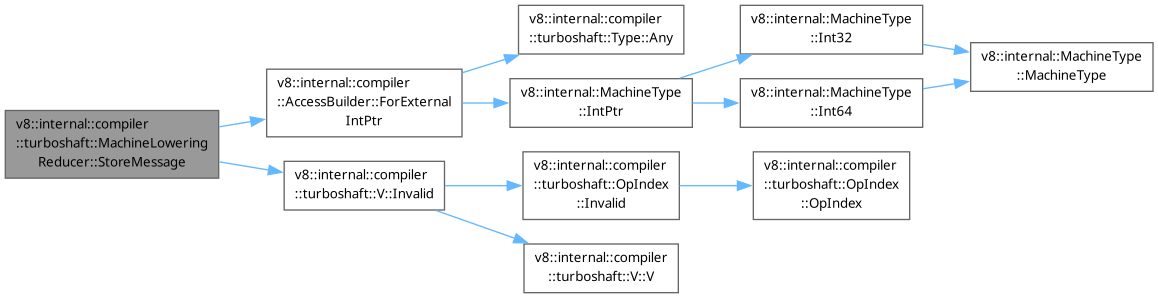 v8::internal::compiler
::turboshaft::MachineLowering
Reducer::StoreMessage
v8::internal::compiler
::AccessBuilder::ForExternal
IntPtr
v8::internal::compiler
::turboshaft::Type::Any
v8::internal::MachineType
::IntPtr
v8::internal::MachineType
::Int32
v8::internal::MachineType
::Int64
v8::internal::MachineType
::MachineType
v8::internal::compiler
::turboshaft::V::Invalid
v8::internal::compiler
::turboshaft::OpIndex
::Invalid
v8::internal::compiler
::turboshaft::OpIndex
::OpIndex
v8::internal::compiler
::turboshaft::V::V